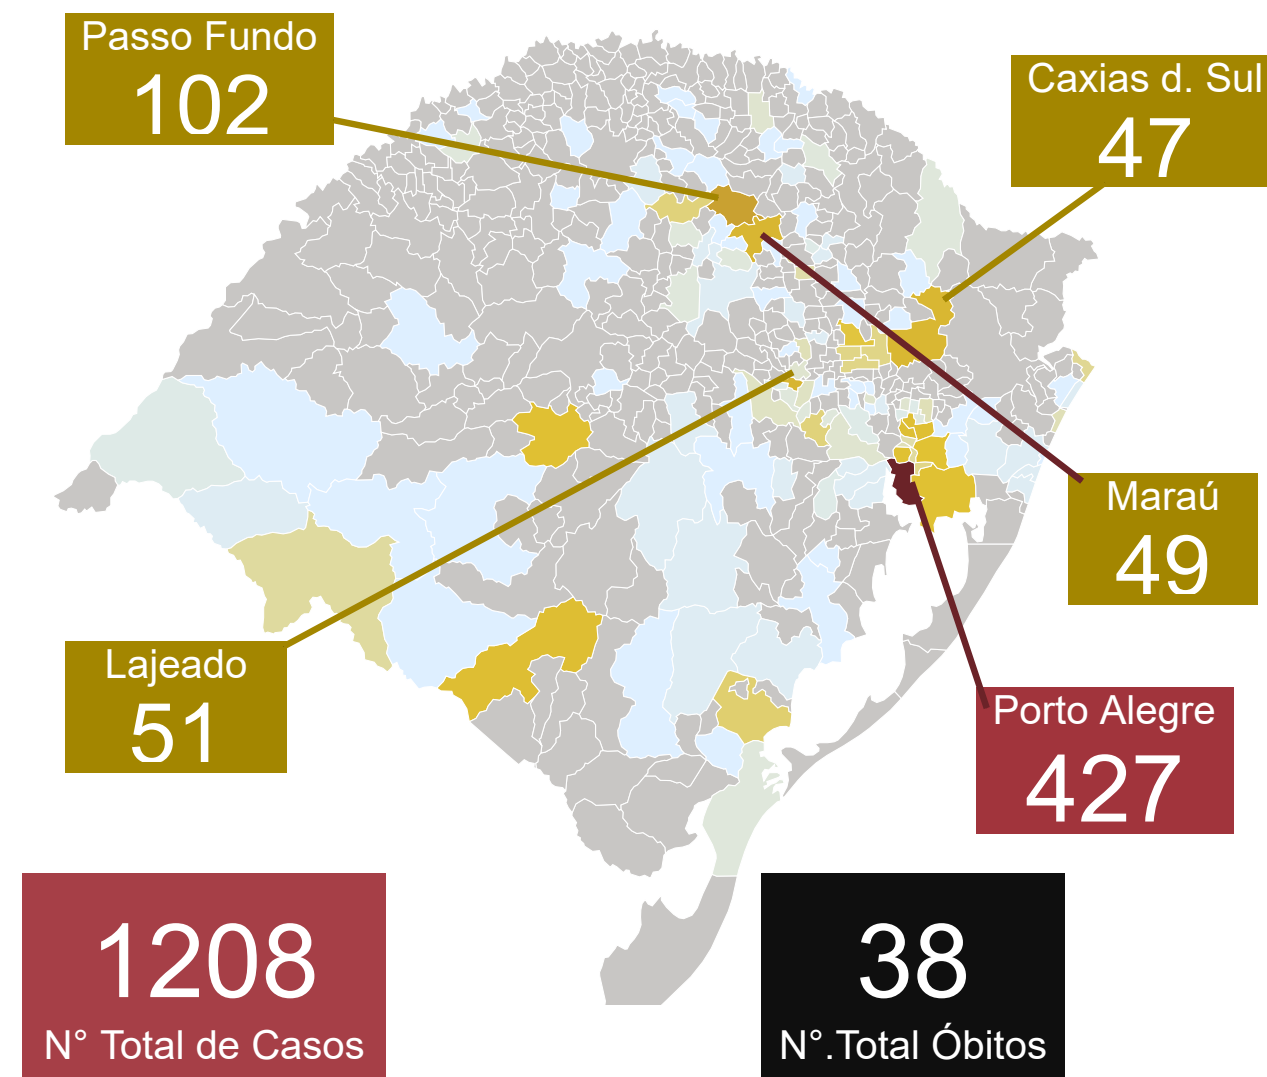 Passo Fundo
102
Caxias d. Sul
47
Maraú
49
Lajeado
51
Porto Alegre
427
1208
N° Total de Casos
38
N°.Total Óbitos